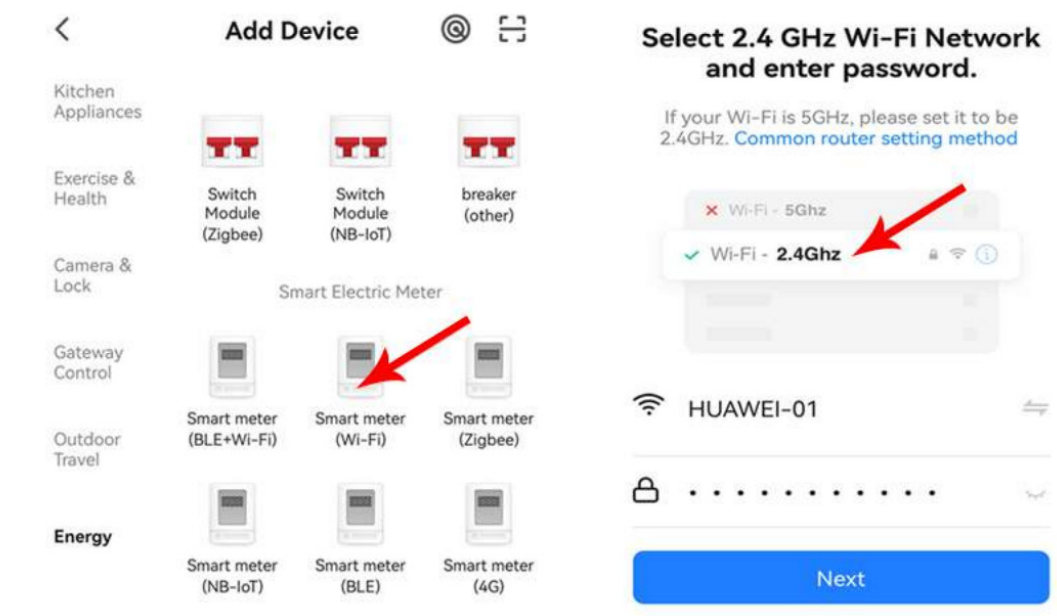 Add Device
Kitchen
Appliances
Exercise &
Health
Camera &
Lock
Gateway
Control
Outdoor
Travel
Energy
Switch
Module
(Zigbee)
Switch
Module
(NB-IoT)
breaker
(other)
Smart Electric Meter
Smart meter
(BLE+Wi-Fi)
Smart meter
(Wi-Fi)
Smart meter
(Zigbee)
Smart meter
(NB-IoT)
Smart meter
(BLE)
Smart meter
(4G)
Select 2.4 GHz Wi-Fi Network
and enter password.
If your Wi-Fi is 5GHz, please set it to be
2.4GHz. Common router setting method
Wi-Fi - 5Ghz
Wi-Fi - 2.4Ghz
HUAWEI-01
Next